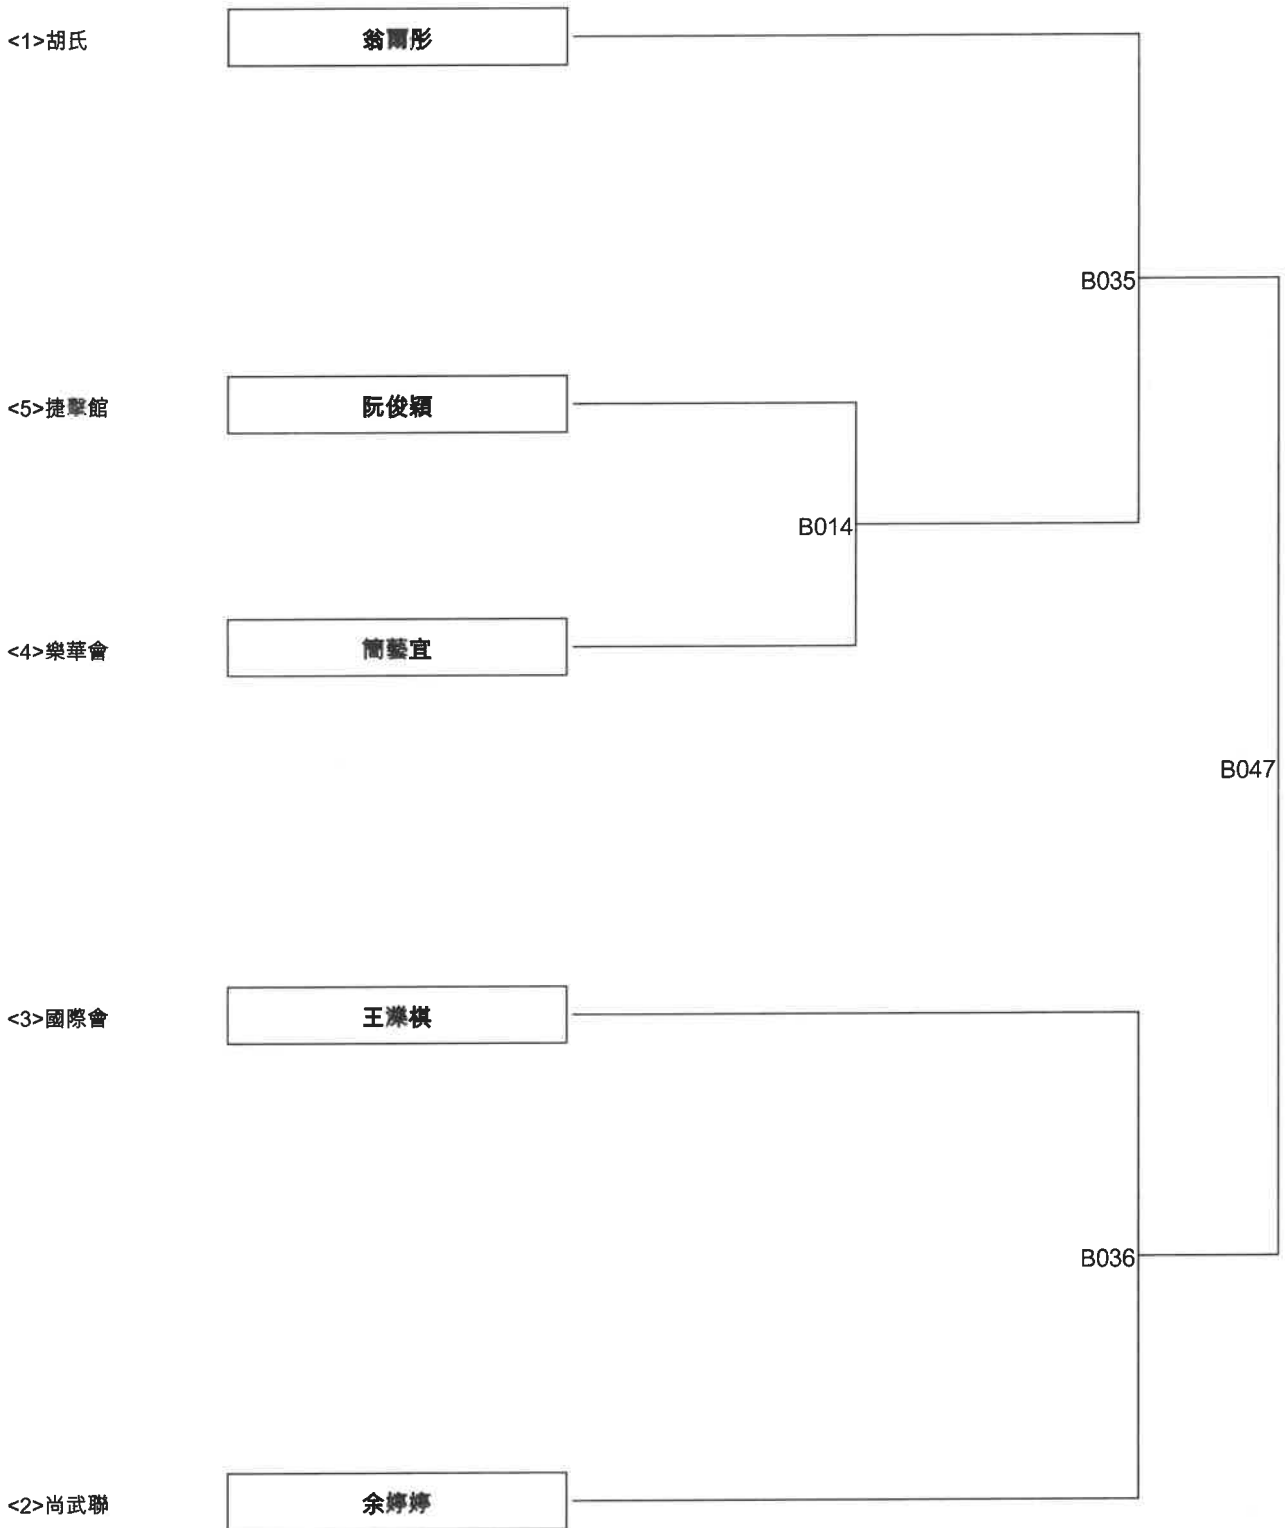 <1>胡氏 翁爾彤
B035
<5>捷擊館 阮俊穎
B014
<4>樂華會 簡藝宜
B047
<3>國際會 王濼棋
B036
<2>尚武聯 余婷婷